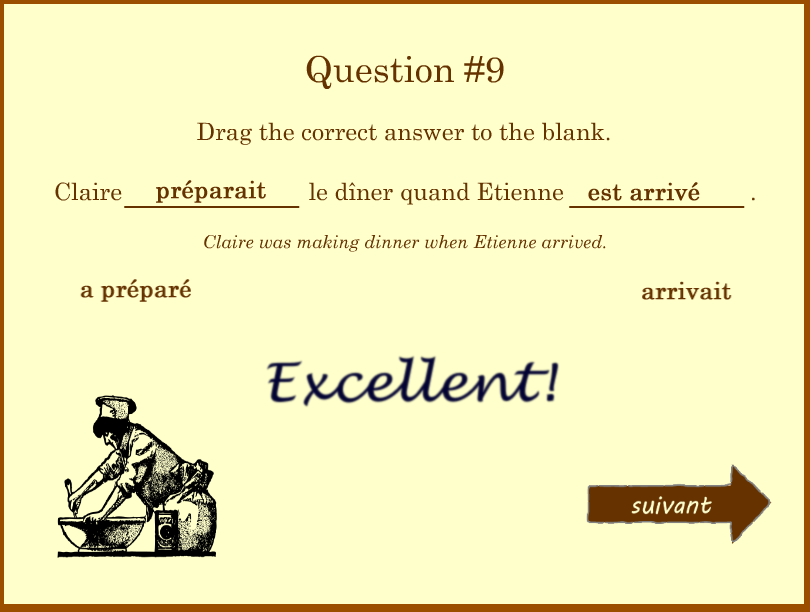 Question #9
Drag the correct answer to the blank.
Claire préparait le dîner quand Etienne est arrivé .
Claire was making dinner when Etienne arrived.
a préparé arrivait
Excellent!
suivant